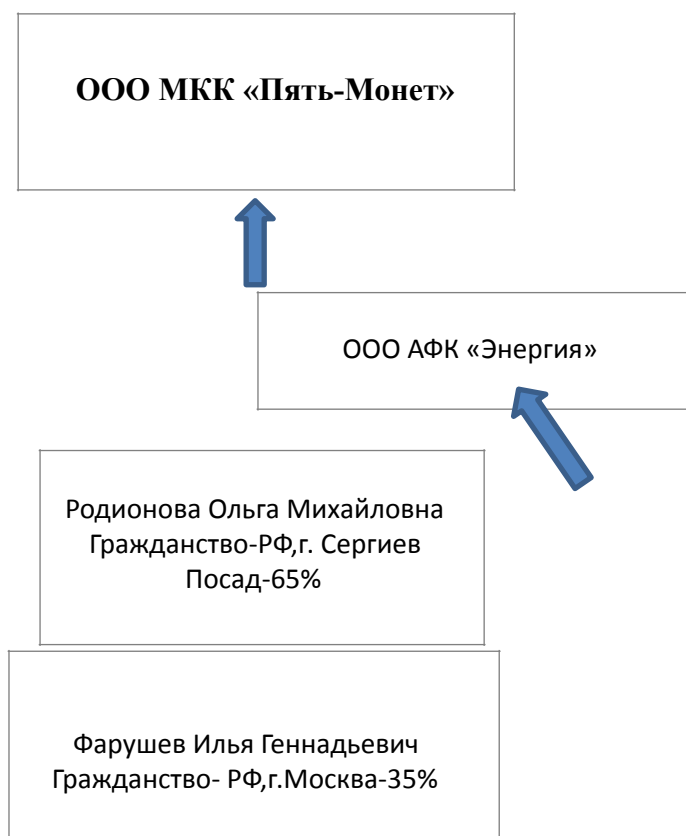 ООО МКК «Пять-Монет»
ООО АФК «Энергия»
Родионова Ольга Михайловна
Гражданство-РФ,г. Сергиев
Посад-65%
Фарушев Илья Геннадьевич
Гражданство- РФ,г.Москва-35%